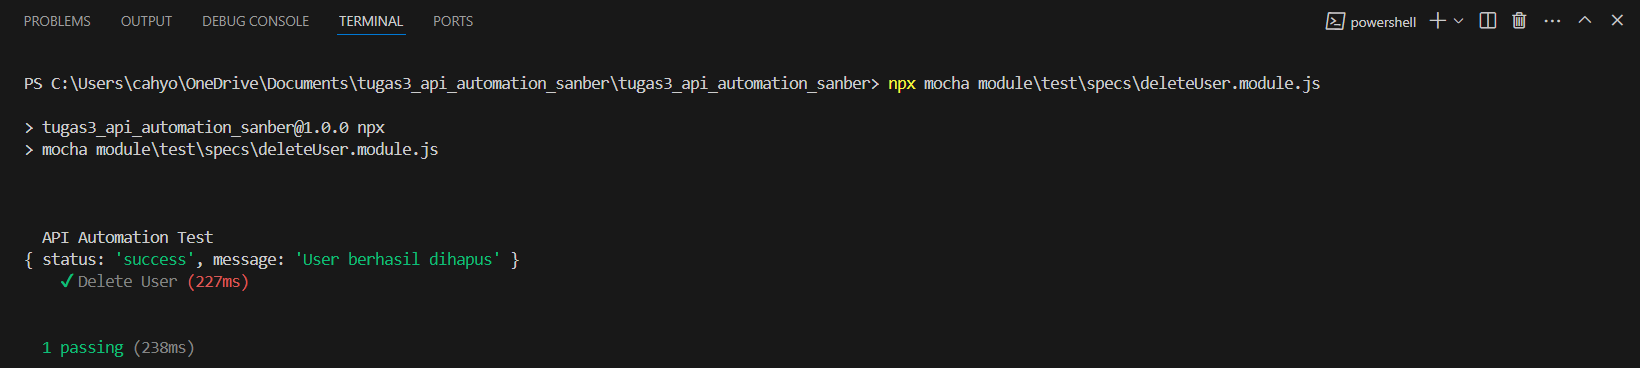 PROBLEMS OUTPUT DEBUG CONSOLE TERMINAL PORTS powershell
PS C:\Users\cahyo\OneDrive\Documents\tugas3_api_automation_sanber\tugas3_api_automation_sanber> npx mocha module\test\specs\deleteUser.module.js
> tugas3_api_automation_sanber@1.0.0 npx
> mocha module\test\specs\deleteUser.module.js
API Automation Test
{ status: 'success', message: 'User berhasil dihapus' }
✓ Delete User (227ms)
1 passing (238ms)